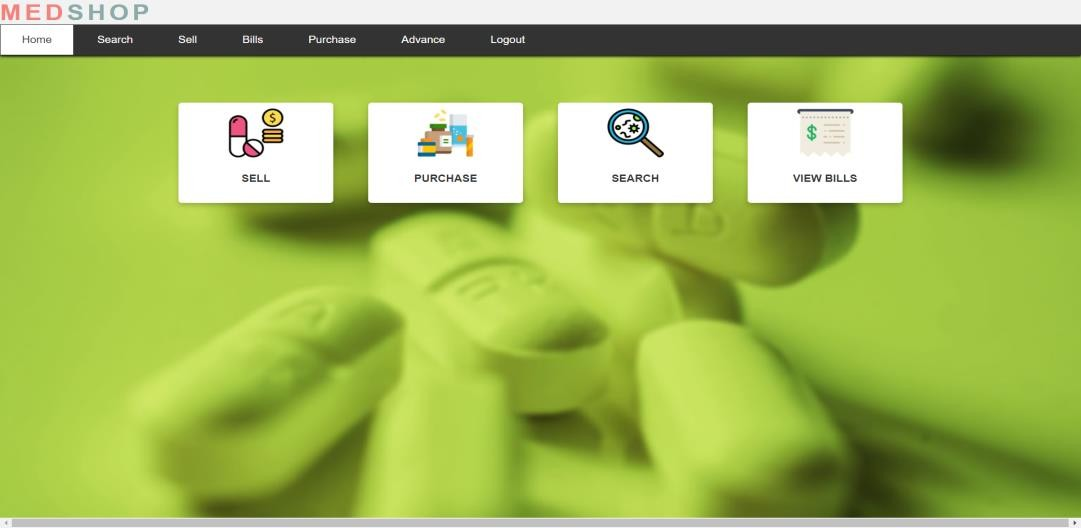 MEDSHOP
Home Search Sell Bills Purchase Advance Logout
SELL PURCHASE SEARCH VIEW BILLS